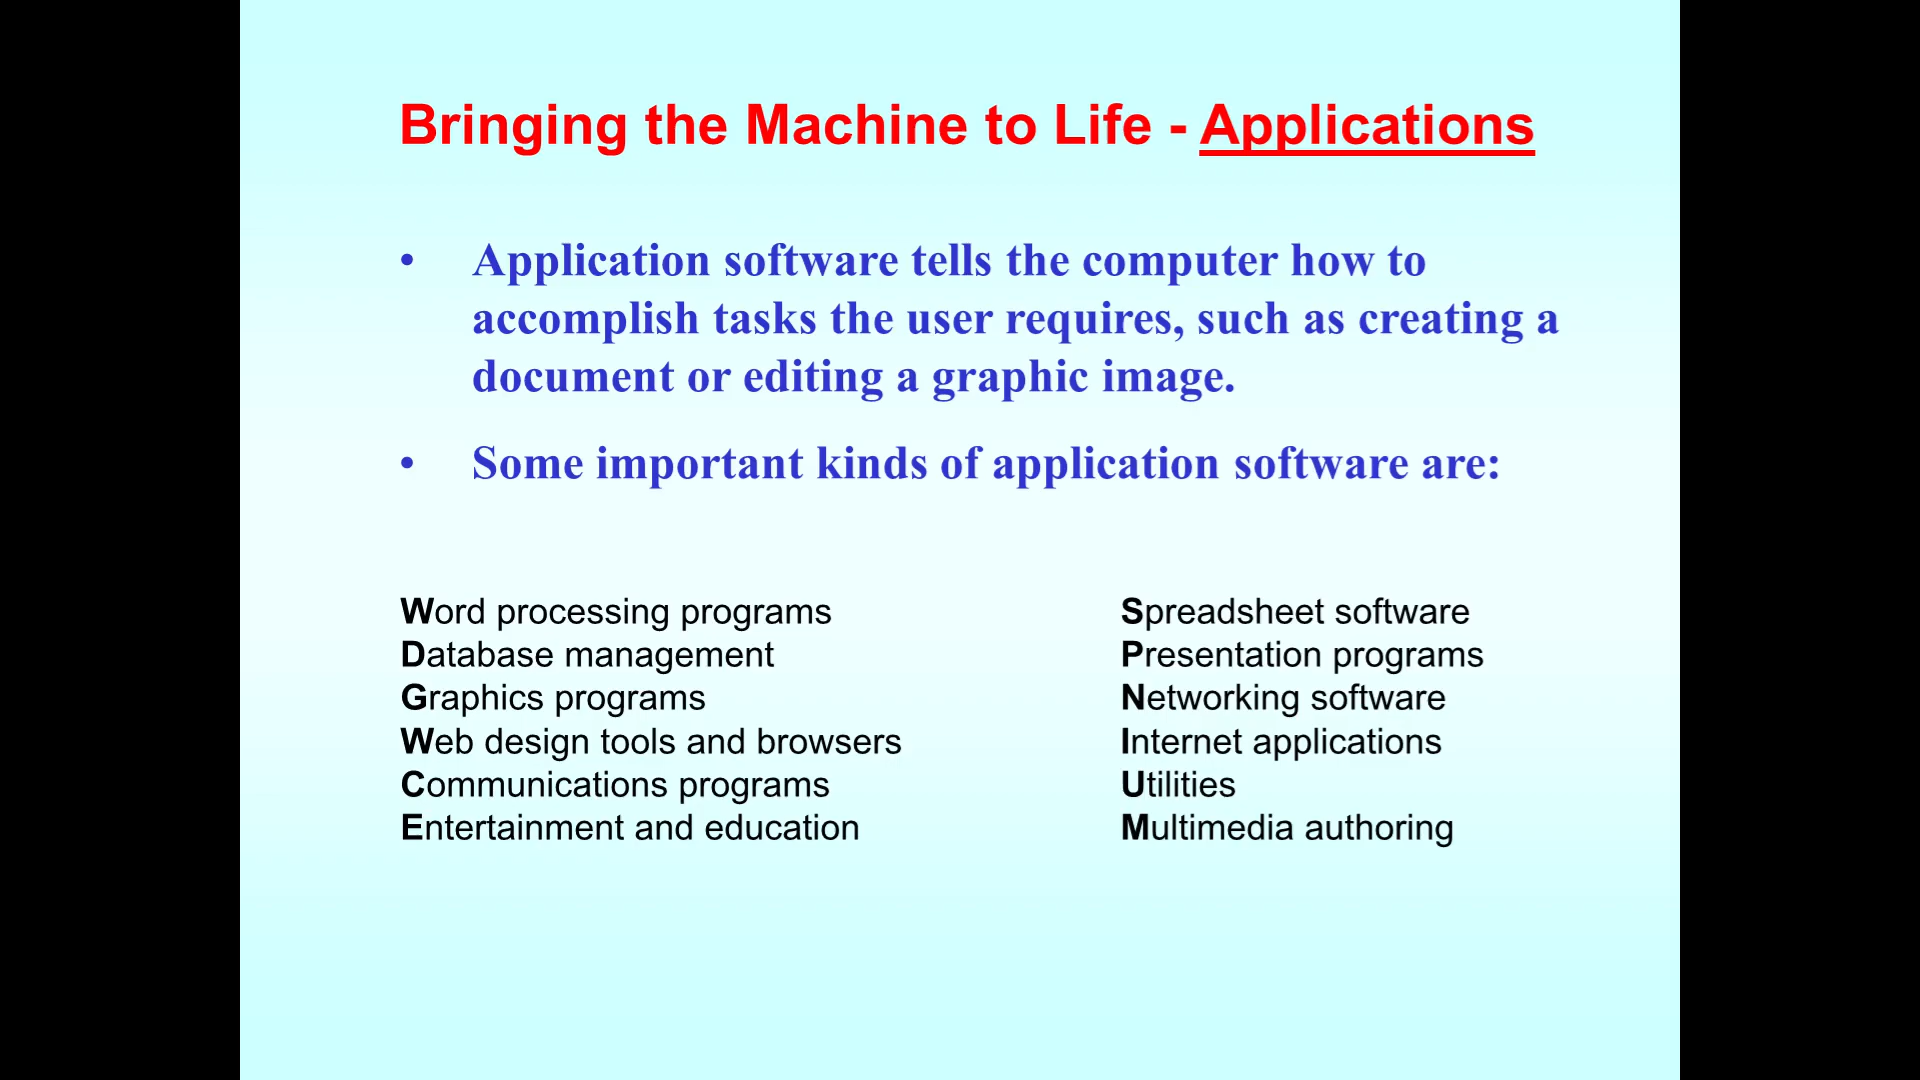 Bringing the Machine to Life - Applications
• Application software tells the computer how to
accomplish tasks the user requires, such as creating a
document or editing a graphic image.
• Some important kinds of application software are:
Word processing programs
Database management
Graphics programs
Web design tools and browsers
Communications programs
Entertainment and education
Spreadsheet software
Presentation programs
Networking software
Internet applications
Utilities
Multimedia authoring